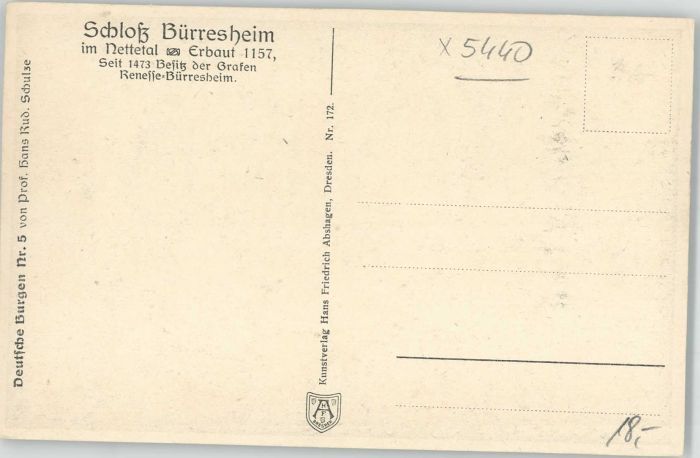 Schloß Bürresheim
im Nettetal Erbaut 1157,
Seit 1473 Besitz der Grafen
Renesse-Bürresheim.
Deutsche Burgen Nr. 5 von Prof. Hans Rud. Schulze
Kunstverlag Hans Friedrich Abshagen, Dresden. Nr. 172.
x 5440
18,-